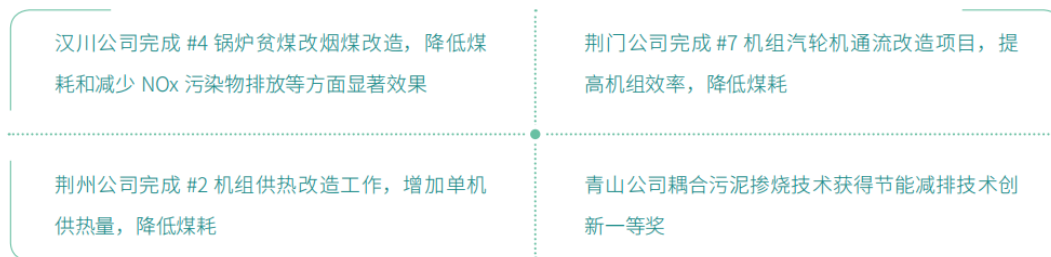 汉川公司完成 #4 锅炉贫煤改烟煤改造，降低煤
耗和减少 NOx 污染物排放等方面显著效果
荆门公司完成 #7 机组汽轮机通流改造项目，提
高机组效率，降低煤耗
荆州公司完成 #2 机组供热改造工作，增加单机
供热量，降低煤耗
青山公司耦合污泥掺烧技术获得节能减排技术创
新一等奖